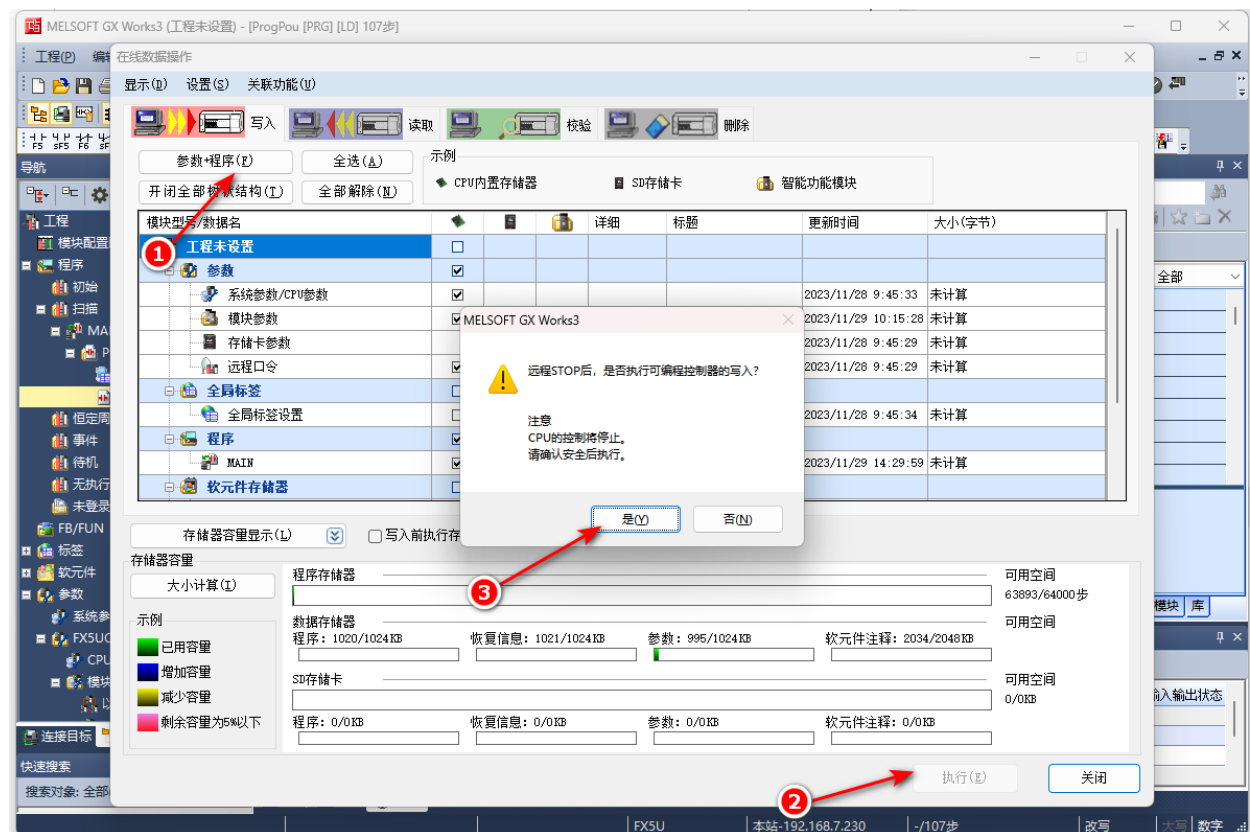 MELSOFT GX Works3 (工程未设置) - [ProgPou [PRG] [LD] 107步]
工程(P) 编辑
在线数据操作
显示(D) 设置(S) 关联功能(U)
写入 读取 校验 删除
F5 sF5 F6 sF
参数+程序(F) 全选(A) 示例
开闭全部树状结构(T) 全部解除(N) CPU内置存储器 SD存储卡 智能功能模块
导航
模块型号/数据名 详细 标题 更新时间 大小(字节)
1
工程未设置
参数
系统参数/CPU参数 2023/11/28 9:45:33 未计算
模块参数 2023/11/29 10:15:28 未计算
存储卡参数 2023/11/28 9:45:29 未计算
远程口令 2023/11/28 9:45:29 未计算
全局标签
全局标签设置 2023/11/28 9:45:34 未计算
程序
MAIN 2023/11/29 14:29:59 未计算
软元件存储器
MELSOFT GX Works3
远程STOP后，是否执行可编程控制器的写入?
注意
CPU的控制将停止。
请确认安全后执行。
是(Y) 否(N)
3
工程
模块配置
程序
初始
扫描
MA
P
恒定周
事件
待机
无执行
未登录
FB/FUN
标签
软元件
参数
系统参
FX5UC
CPU
模块
以
连接目标
快速搜索
搜索对象: 全部
全部
模块 库
输入输出状态
存储器容量显示(L) 写入前执行存
存储器容量
大小计算(I)
示例
已用容量
增加容量
减少容量
剩余容量为5%以下
程序存储器 可用空间
63893/64000步
数据存储器 可用空间
程序: 1020/1024KB 恢复信息: 1021/1024KB 参数: 995/1024KB 软元件注释: 2034/2048KB
SD存储卡 可用空间
0/0KB
程序: 0/0KB 恢复信息: 0/0KB 参数: 0/0KB 软元件注释: 0/0KB
2
执行(E) 关闭
FX5U 本站-192.168.7.230 -/107步 改写 大写 数字